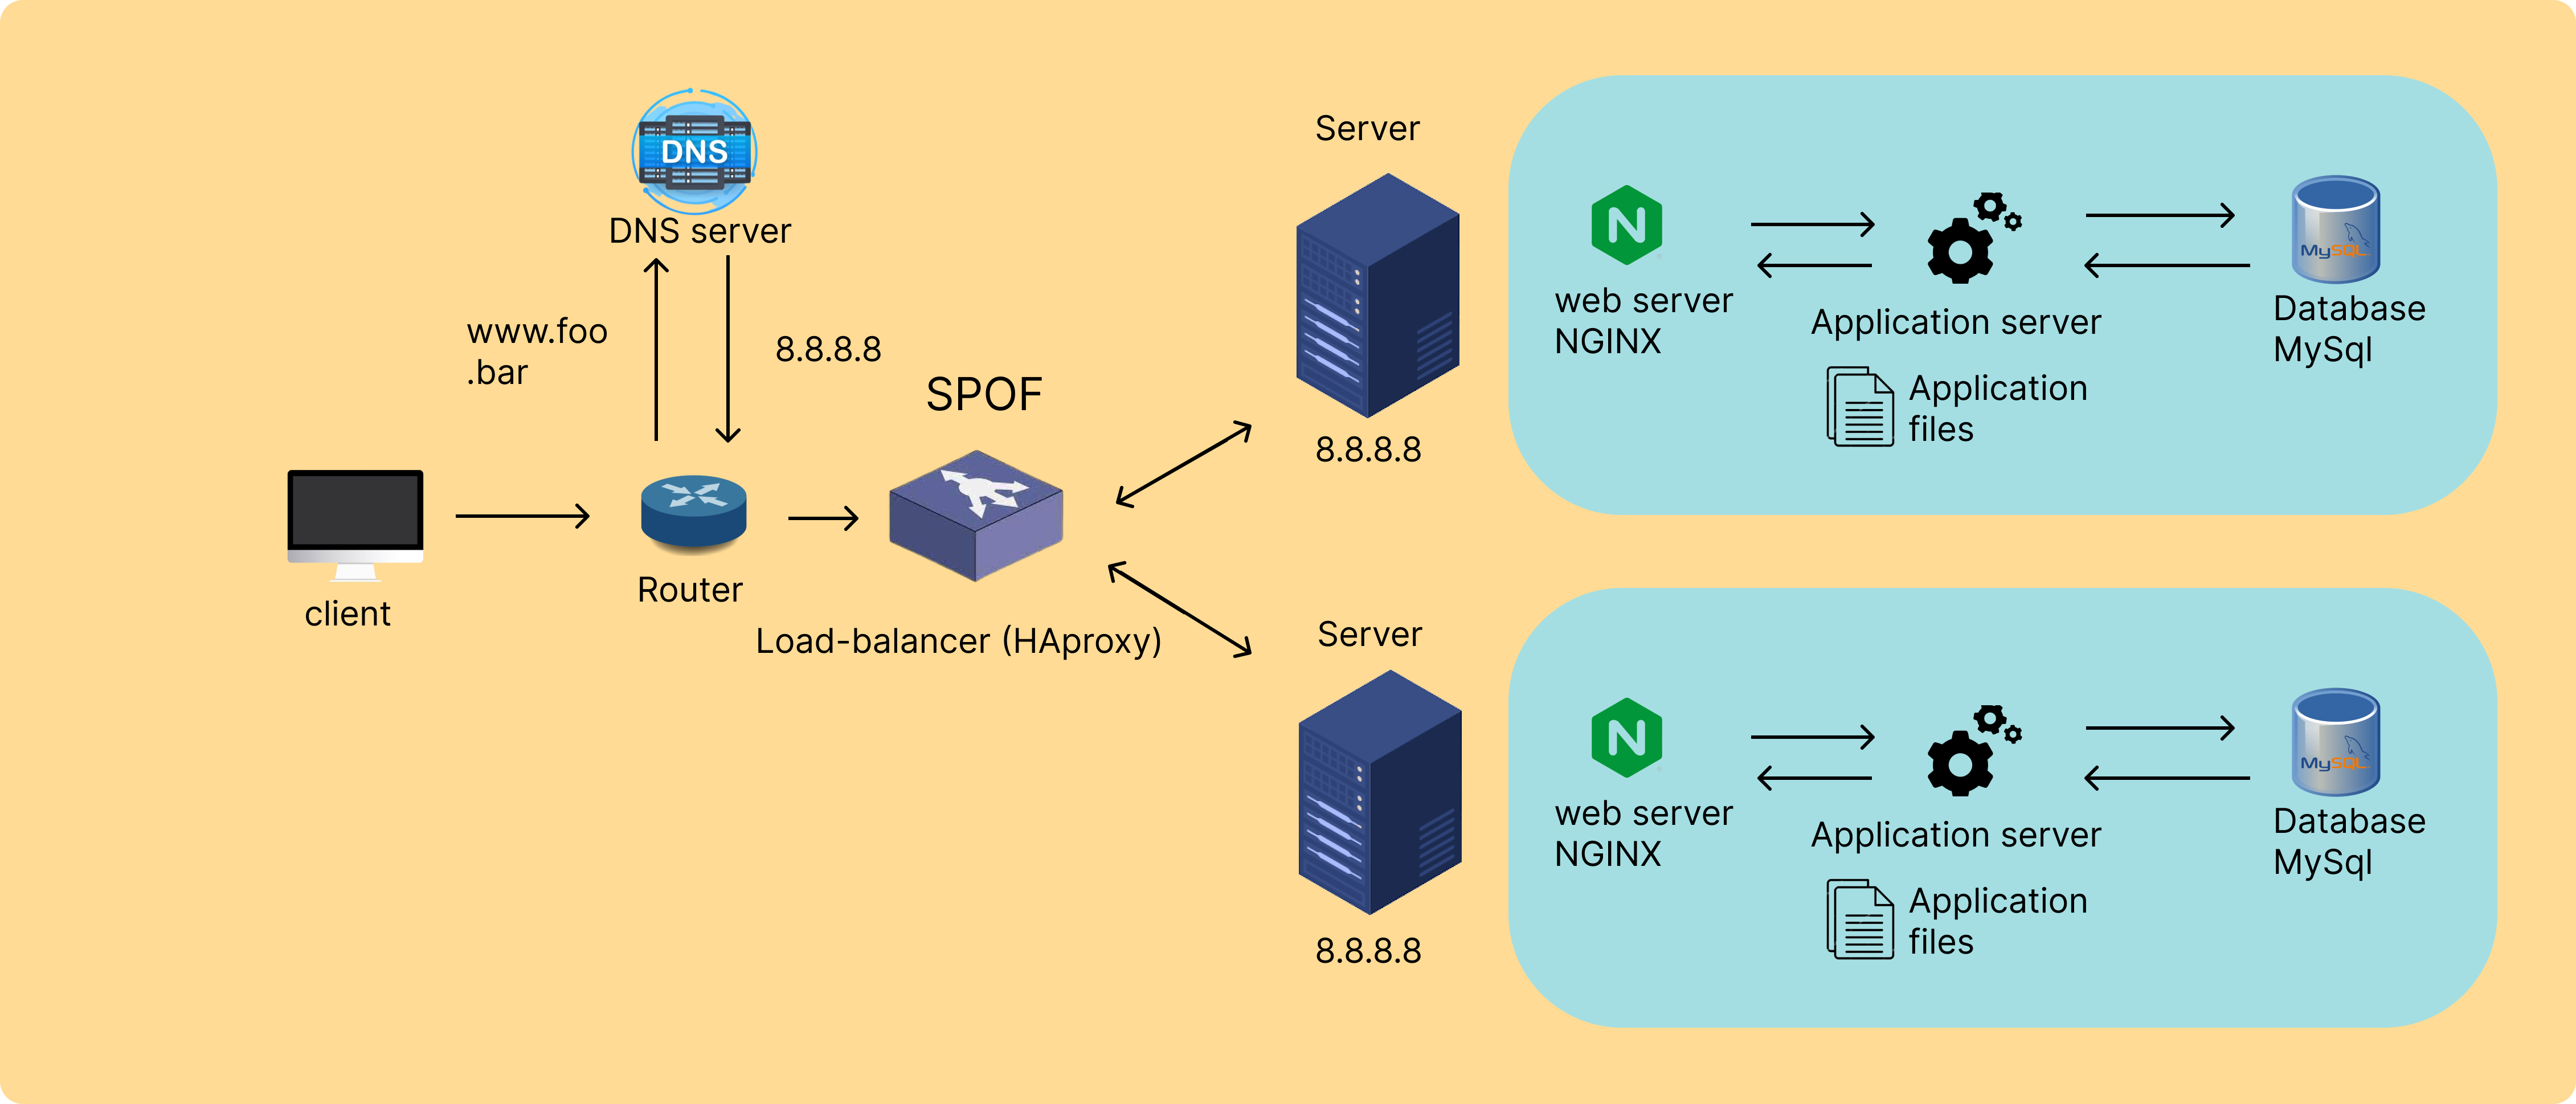 DNS
DNS server
www.foo
.bar
8.8.8.8
SPOF
client
Router
Load-balancer (HAproxy)
Server
8.8.8.8
N
web server
NGINX
Application server
Application
files
MySQL
Database
MySql
Server
8.8.8.8
N
web server
NGINX
Application server
Application
files
MySQL
Database
MySql